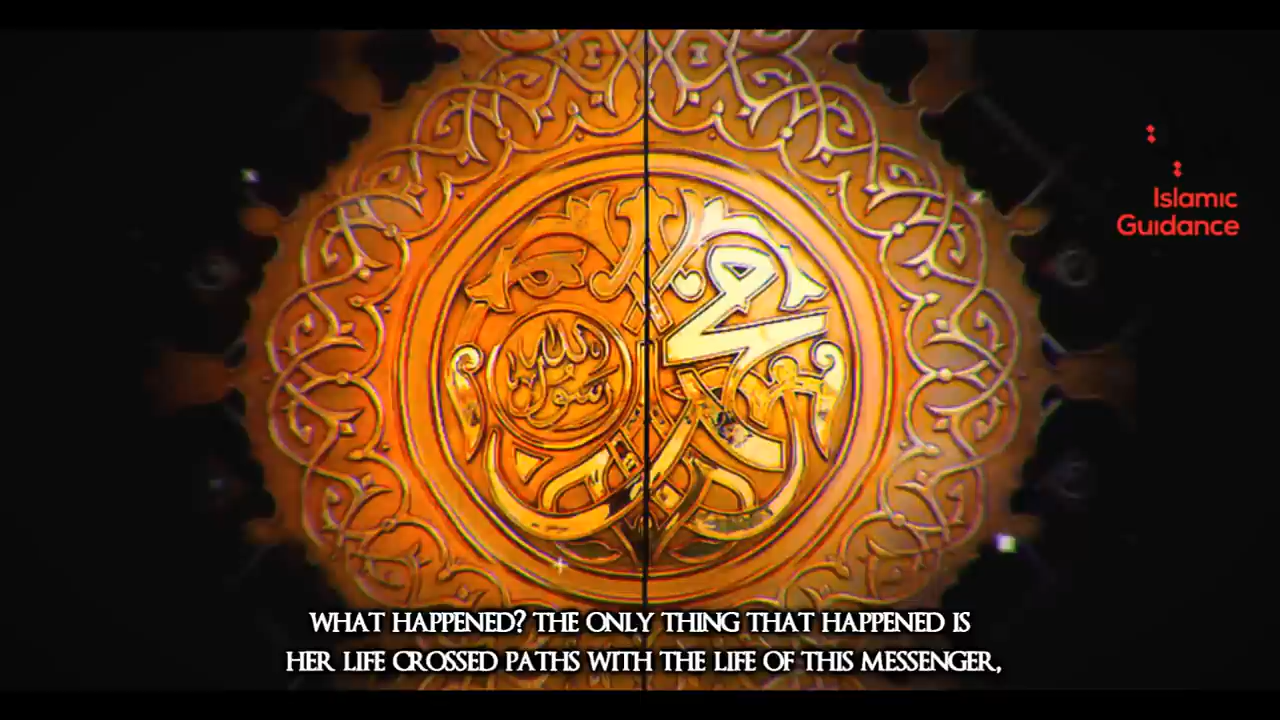 Islamic
Guidance
محمد
رسول الله
WHAT HAPPENED? THE ONLY THING THAT HAPPENED IS
HER LIFE CROSSED PATHS WITH THE LIFE OF THIS MESSENGER,